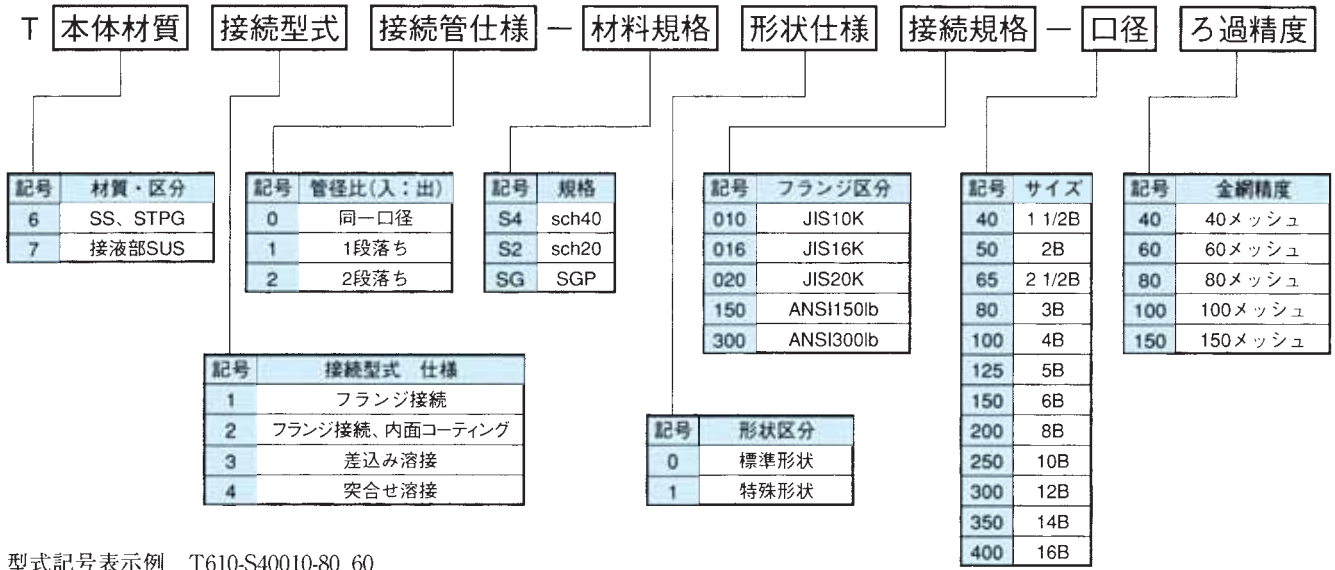 T 本体材質 接続型式 接続管仕様 － 材料規格 形状仕様 接続規格 － 口径 ろ過精度
記号 材質・区分
6 SS、STPG
7 接液部SUS
記号 管径比(入：出)
0 同一口径
1 1段落ち
2 2段落ち
記号 規格
S4 sch40
S2 sch20
SG SGP
記号 フランジ区分
010 JIS10K
016 JIS16K
020 JIS20K
150 ANSI150lb
300 ANSI300lb
記号 サイズ
40 1 1/2B
50 2B
65 2 1/2B
80 3B
100 4B
125 5B
150 6B
200 8B
250 10B
300 12B
350 14B
400 16B
記号 金網精度
40 40メッシュ
60 60メッシュ
80 80メッシュ
100 100メッシュ
150 150メッシュ
記号 接続型式 仕様
1 フランジ接続
2 フランジ接続、内面コーティング
3 差込み溶接
4 突合せ溶接
記号 形状区分
0 標準形状
1 特殊形状
型式記号表示例 T610-S40010-80 60